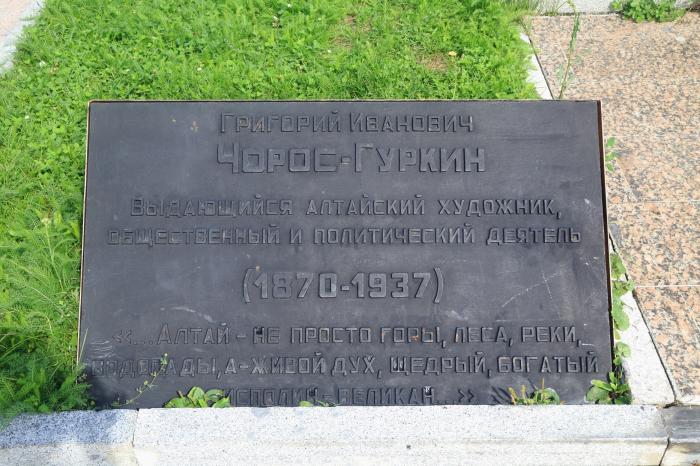 Григорий Иванович
Чорос-Гуркин
Выдающийся алтайский художник,
общественный и политический деятель
(1870-1937)
«...Алтай - не просто горы, леса, реки,
водопады, а - живой дух, щедрый, богатый
исполин-великан...»